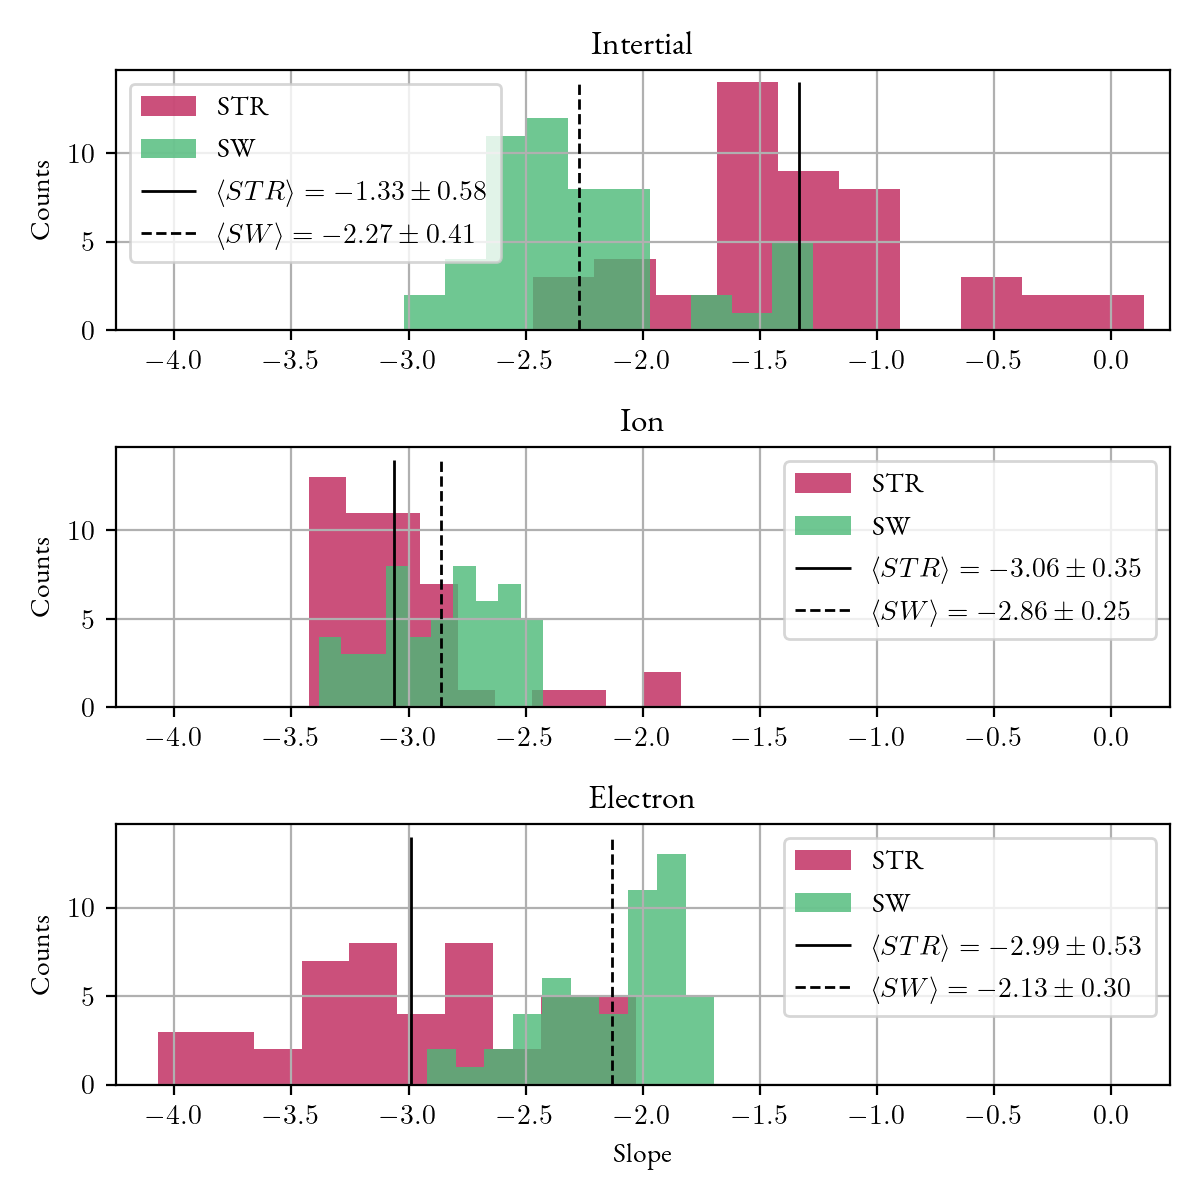 Intertial
Counts
10
5
0
STR
SW
⟨STR⟩ = −1.33 ± 0.58
⟨SW⟩ = −2.27 ± 0.41
−4.0 −3.5 −3.0 −2.5 −2.0 −1.5 −1.0 −0.5 0.0
Ion
Counts
10
5
0
STR
SW
⟨STR⟩ = −3.06 ± 0.35
⟨SW⟩ = −2.86 ± 0.25
−4.0 −3.5 −3.0 −2.5 −2.0 −1.5 −1.0 −0.5 0.0
Electron
Counts
10
5
0
STR
SW
⟨STR⟩ = −2.99 ± 0.53
⟨SW⟩ = −2.13 ± 0.30
−4.0 −3.5 −3.0 −2.5 −2.0 −1.5 −1.0 −0.5 0.0
Slope